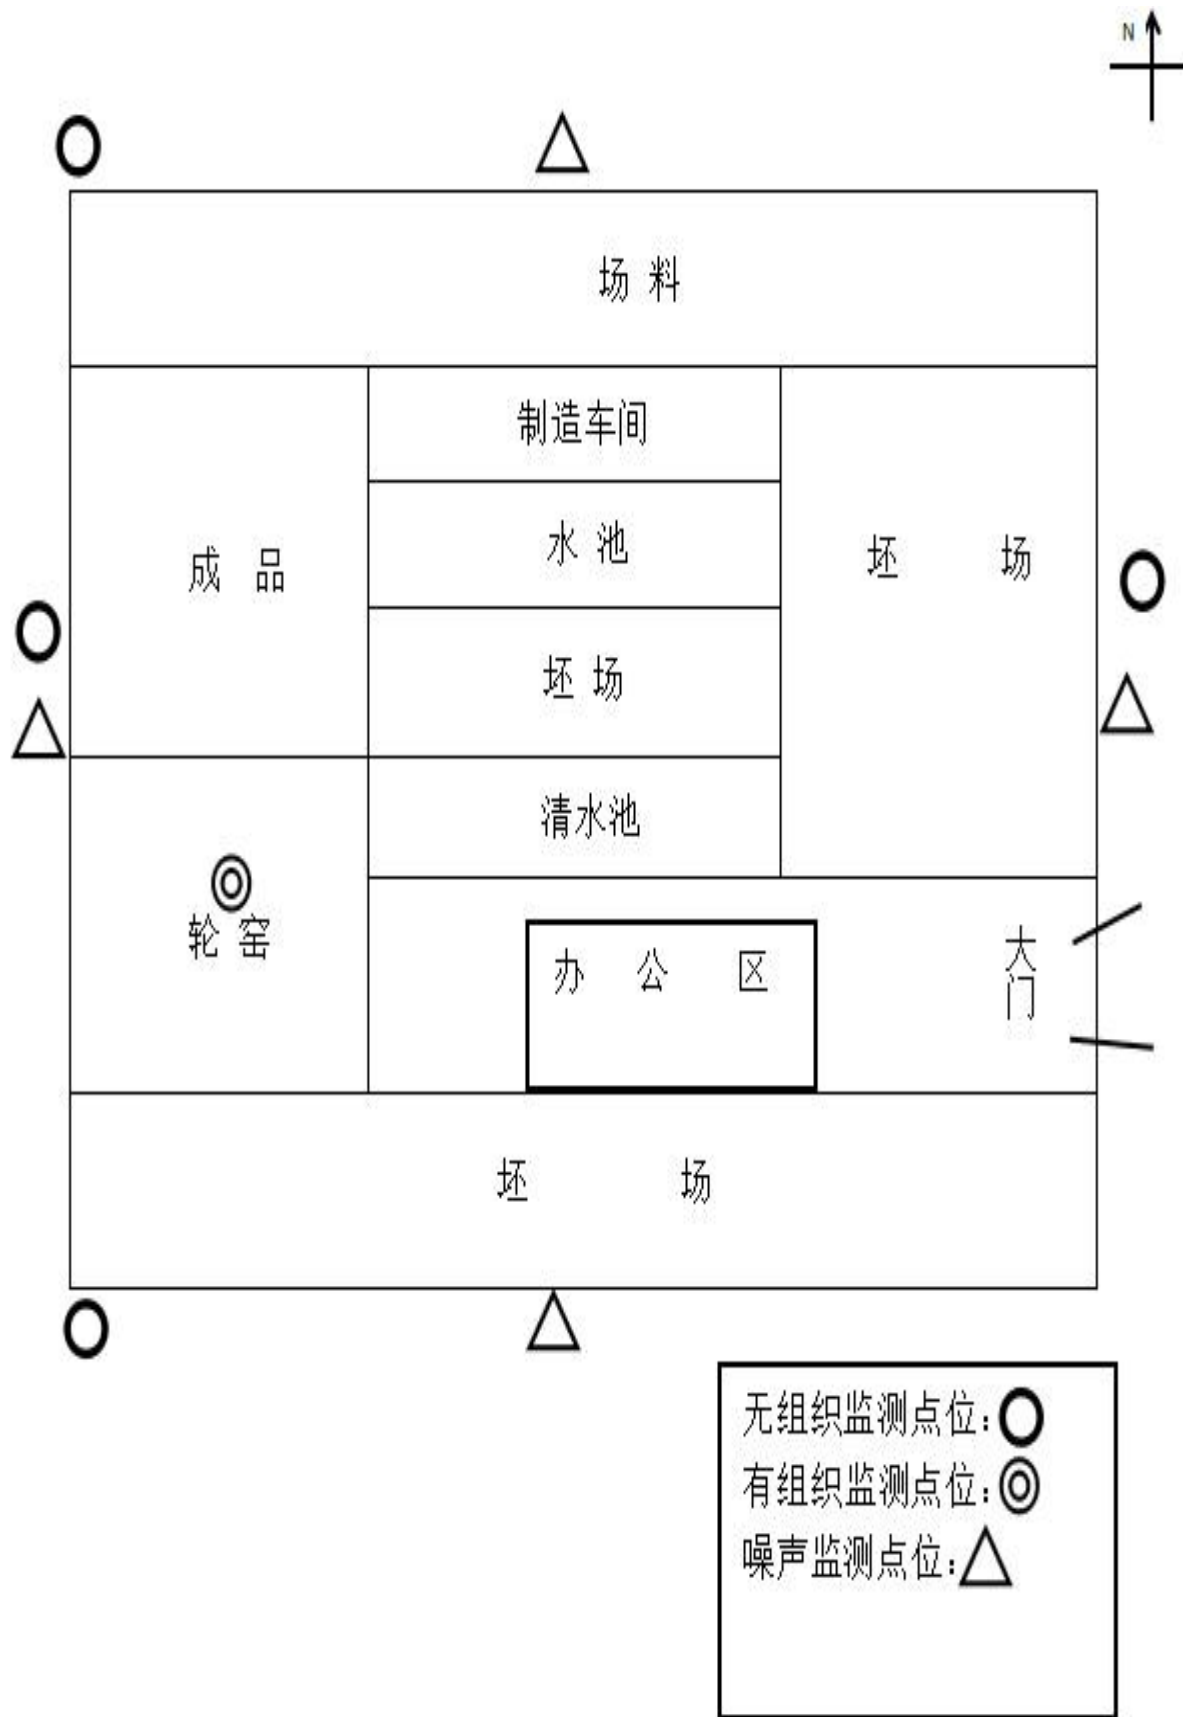 N
场 料
制造车间
水 池
成 品
坯 场
坯 场
清水池
轮 窑
办 公 区
大门
坯 场
无组织监测点位:
有组织监测点位:
噪声监测点位: